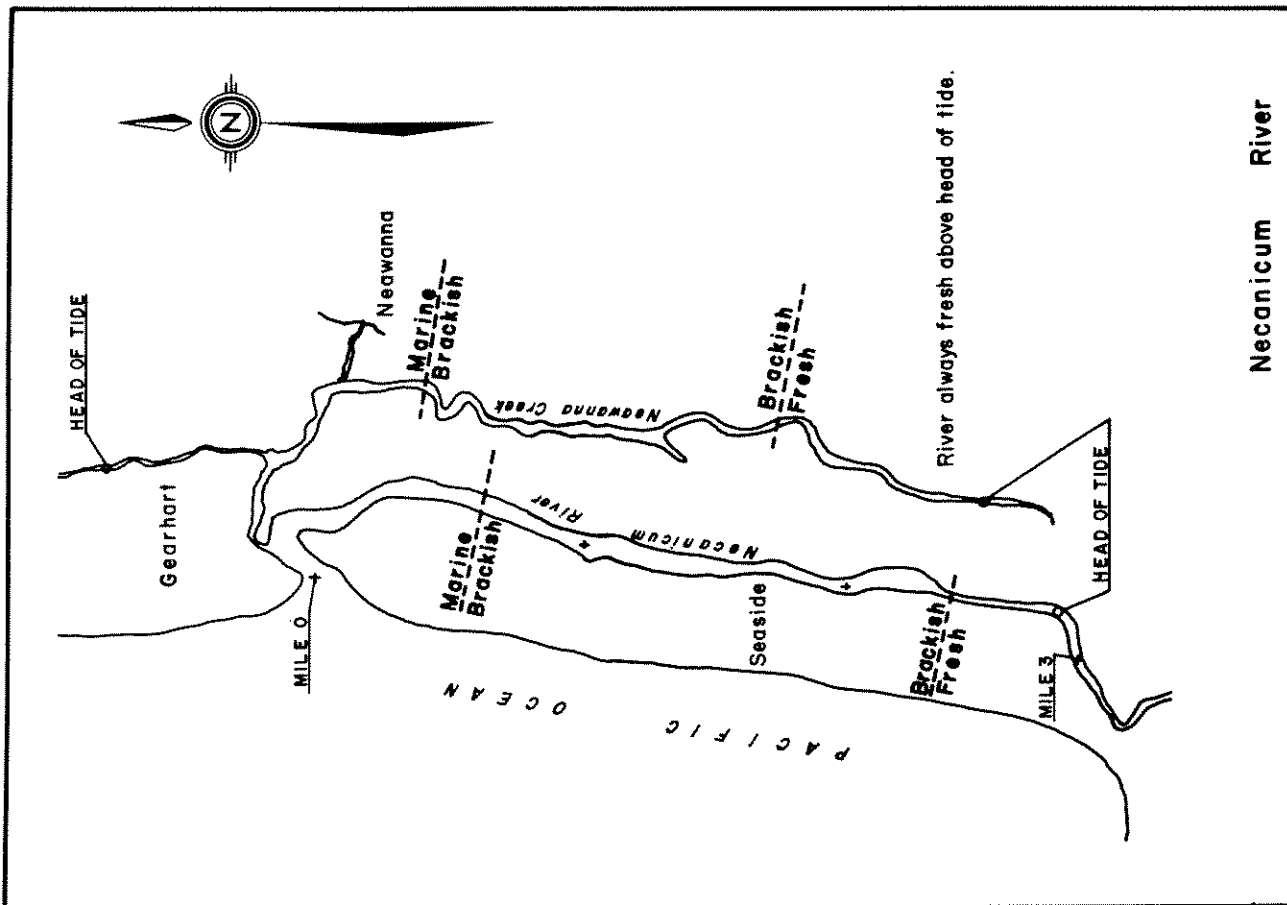 N
HEAD OF TIDE
Gearhart
Neawanna
MILE 0
Marine
Brackish
Marine
Brackish
Neawanna Creek
Necanicum River
Brackish
Fresh
Seaside
PACIFIC OCEAN
Brackish
Fresh
River always fresh above head of tide.
HEAD OF TIDE
MILE 3
Necanicum River